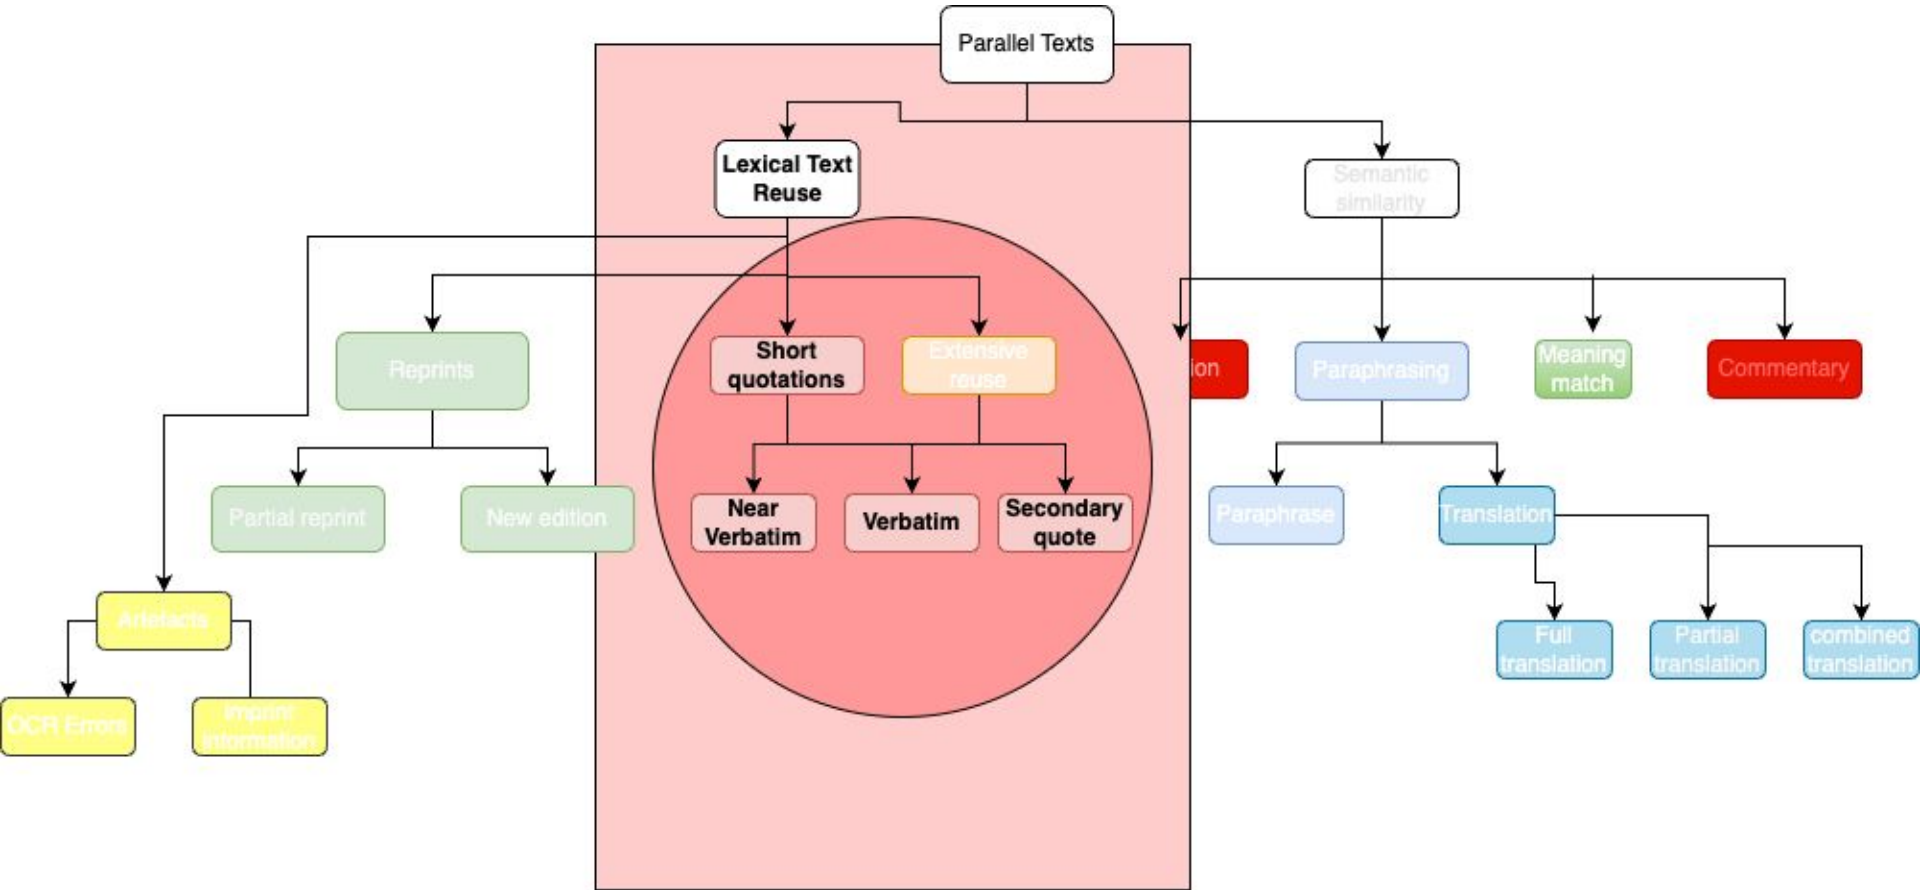 Parallel Texts
Lexical Text
Reuse
Semantic
similarity
Reprints
Short
quotations
Extensive
reuse
ion
Paraphrasing
Meaning
match
Commentary
Partial reprint
New edition
Near
Verbatim
Verbatim
Secondary
quote
Paraphrase
Translation
Artefacts
Full
translation
Partial
translation
combined
translation
OCR Errors
Imprint
information